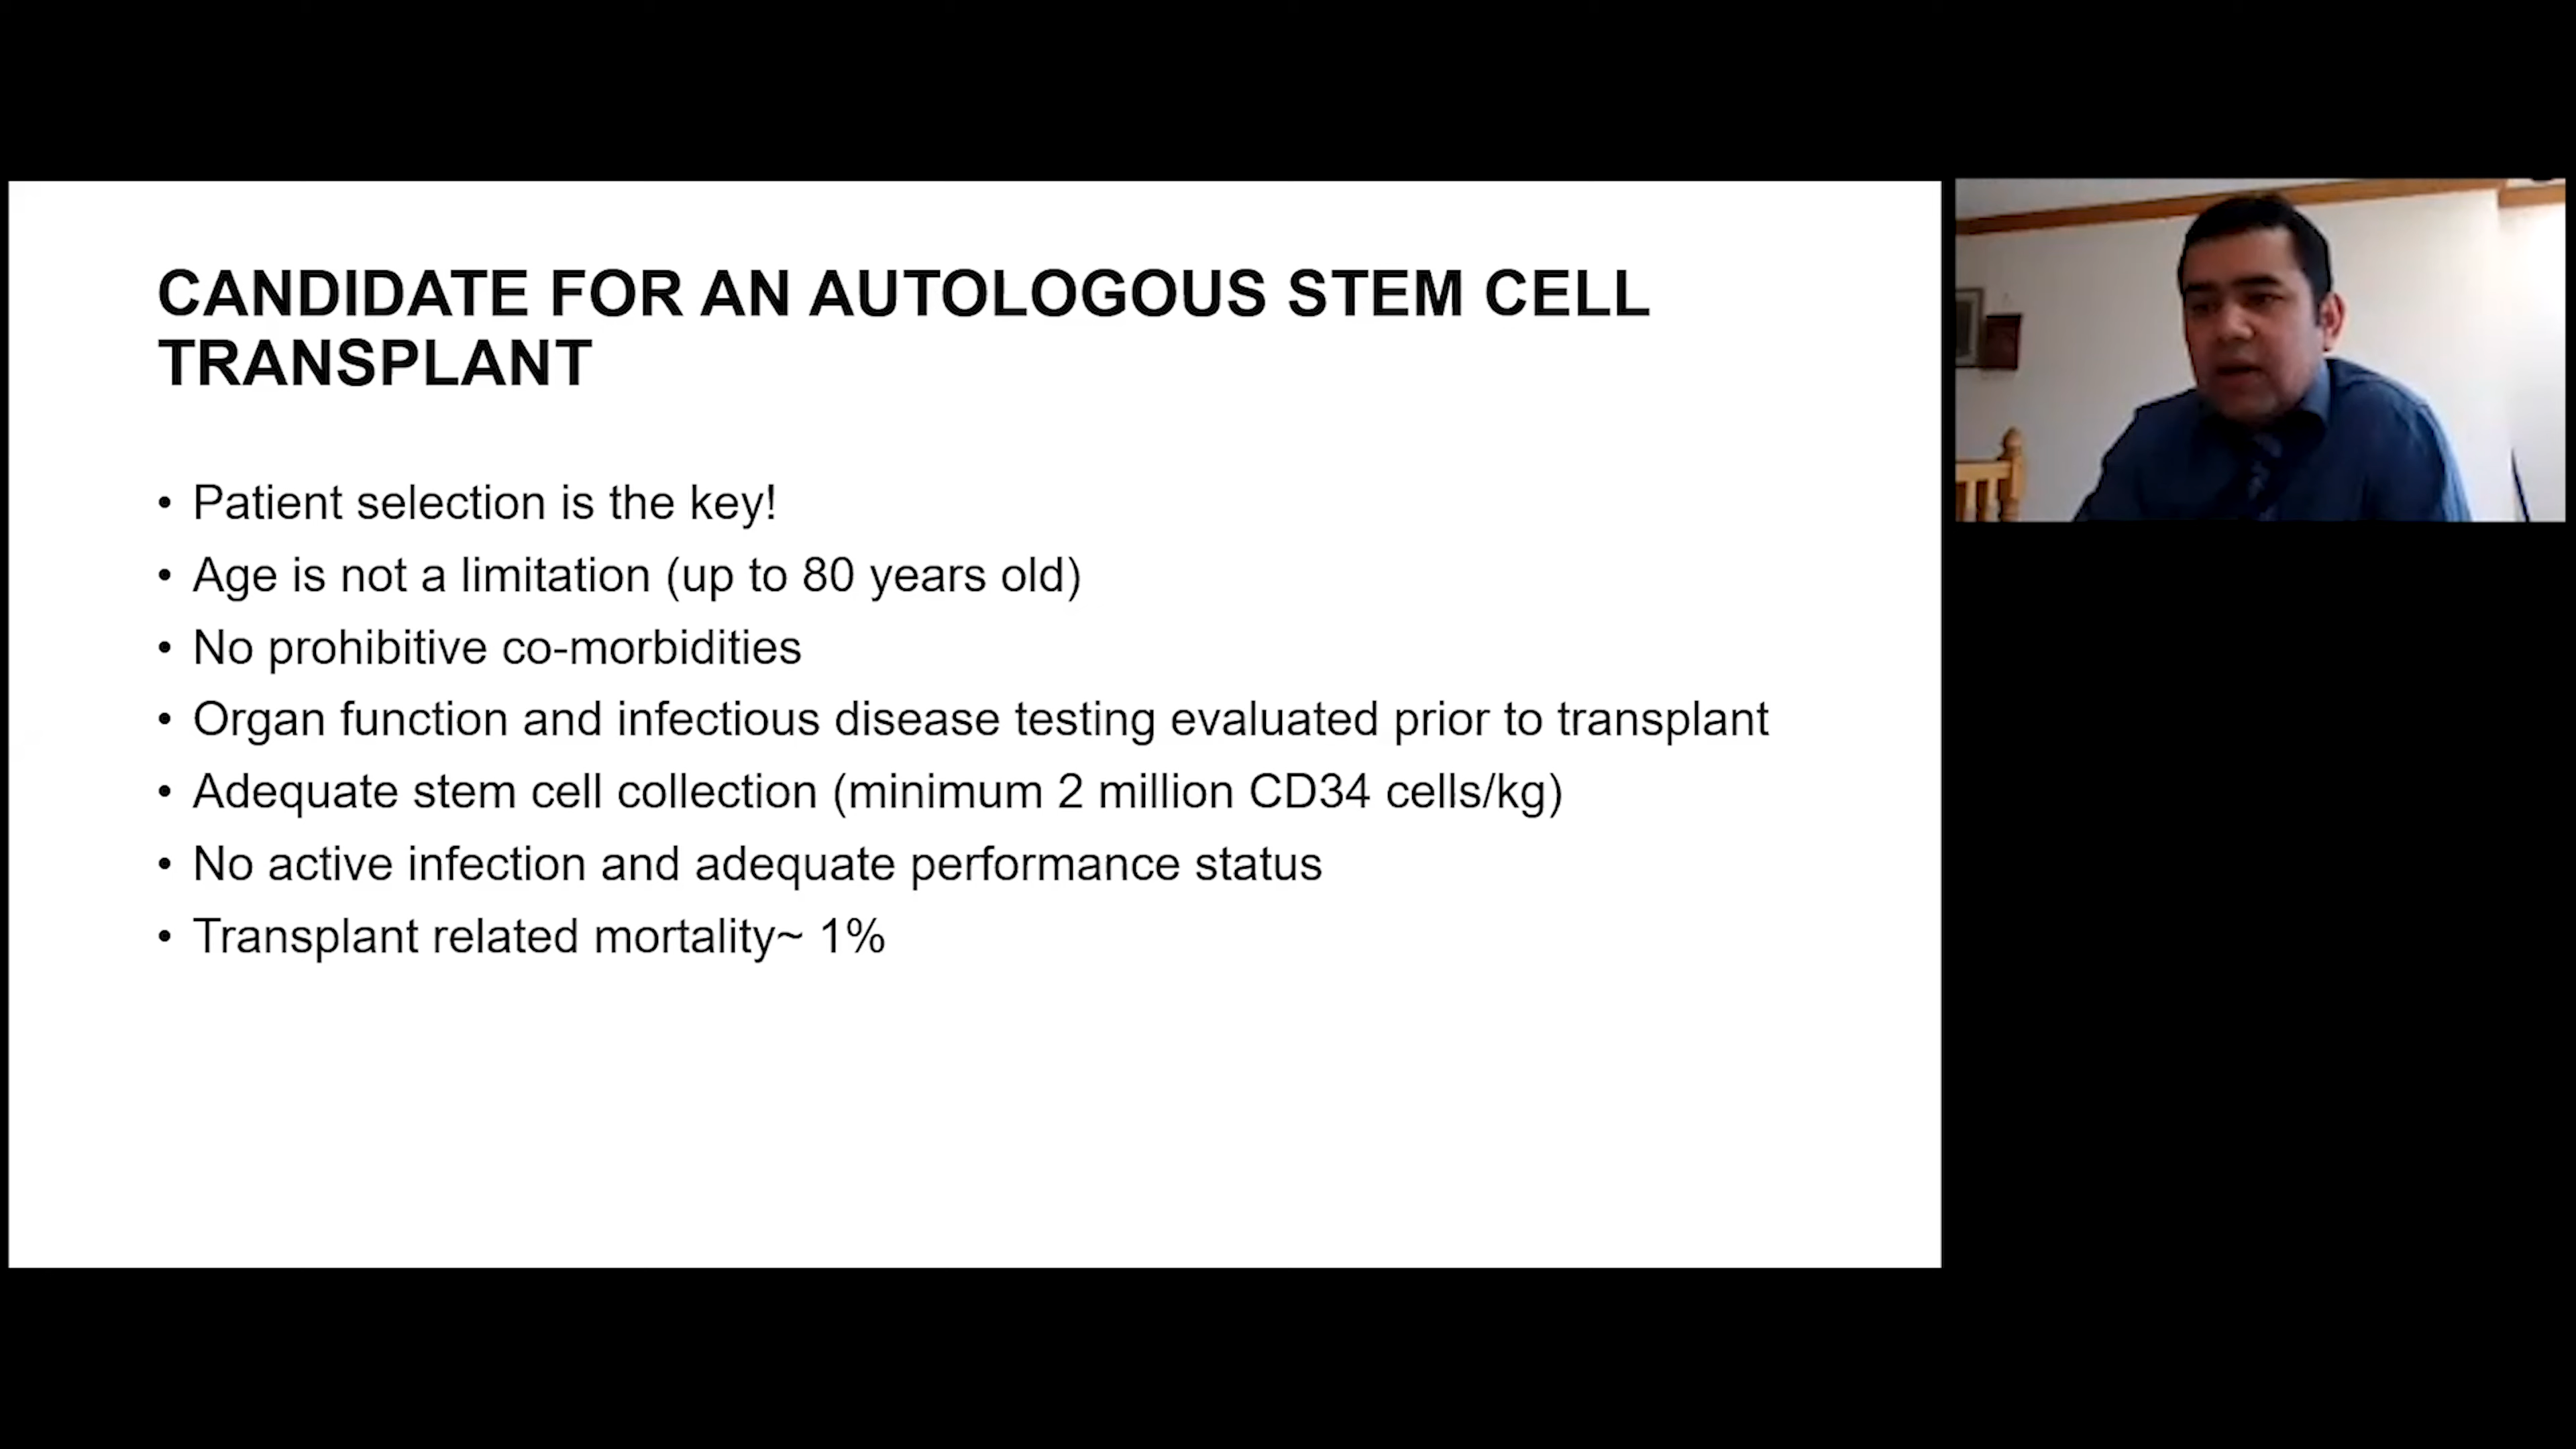 CANDIDATE FOR AN AUTOLOGOUS STEM CELL
TRANSPLANT
• Patient selection is the key!
• Age is not a limitation (up to 80 years old)
• No prohibitive co-morbidities
• Organ function and infectious disease testing evaluated prior to transplant
• Adequate stem cell collection (minimum 2 million CD34 cells/kg)
• No active infection and adequate performance status
• Transplant related mortality~ 1%